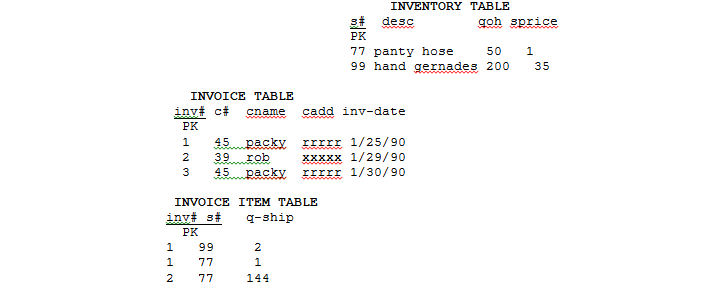 INVENTORY TABLE
s# desc qoh sprice
PK
77 panty hose 50 1
99 hand gernades 200 35
INVOICE TABLE
inv# c# cname cadd inv-date
PK
1 45 packy rrrrr 1/25/90
2 39 rob xxxxx 1/29/90
3 45 packy rrrrr 1/30/90
INVOICE ITEM TABLE
inv# s# q-ship
PK
1 99 2
1 77 1
2 77 144